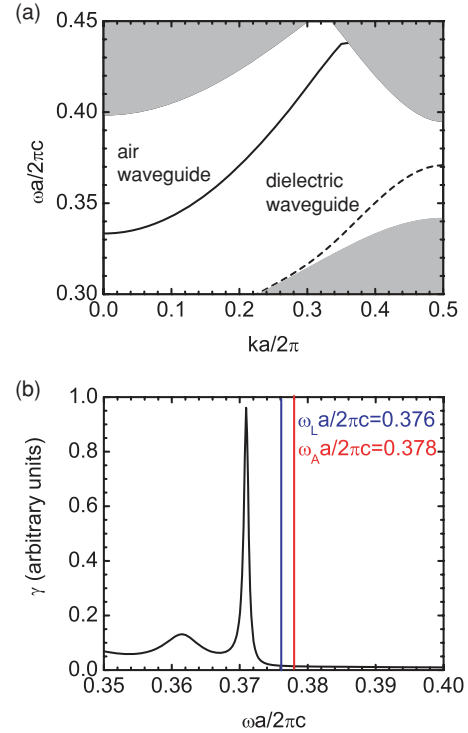 (a)
0.45
0.40
0.35
0.30
ωa/2πc
air
waveguide
dielectric
waveguide
0.0 0.1 0.2 0.3 0.4 0.5
ka/2π
(b)
1.0
0.8
0.6
0.4
0.2
0.0
γ (arbitrary units)
ω_L a/2πc=0.376
ω_A a/2πc=0.378
0.35 0.36 0.37 0.38 0.39 0.40
ωa/2πc